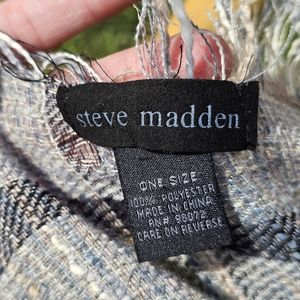 steve madden
ONE SIZE
100% POLYESTER
MADE IN CHINA
RN# 98072
CARE ON REVERSE